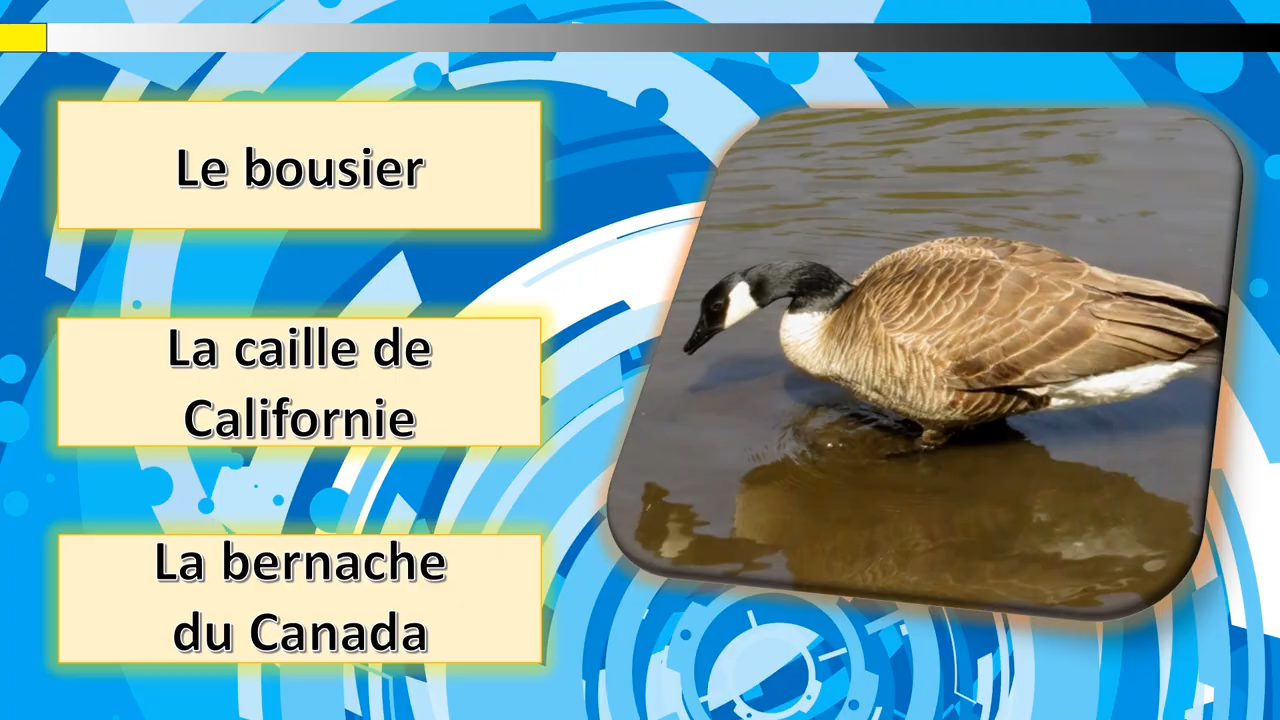 Le bousier
La caille de
Californie
La bernache
du Canada